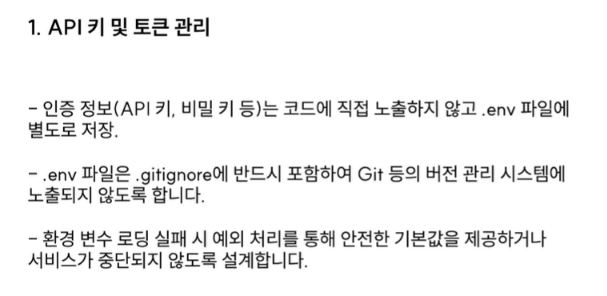 1. API 키 및 토큰 관리
– 인증 정보(API 키, 비밀 키 등)는 코드에 직접 노출하지 않고 .env 파일에
별도로 저장.
– .env 파일은 .gitignore에 반드시 포함하여 Git 등의 버전 관리 시스템에
노출되지 않도록 합니다.
– 환경 변수 로딩 실패 시 예외 처리를 통해 안전한 기본값을 제공하거나
서비스가 중단되지 않도록 설계합니다.